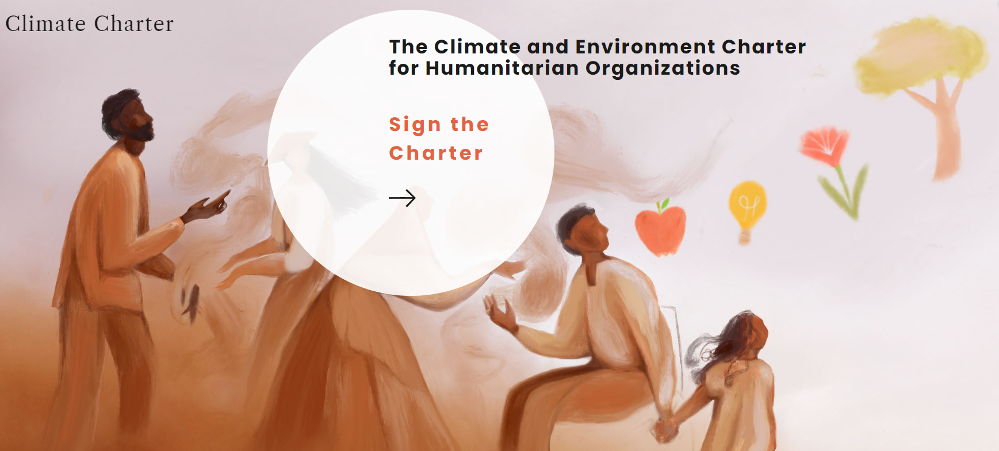 Climate Charter
The Climate and Environment Charter
for Humanitarian Organizations
Sign the
Charter